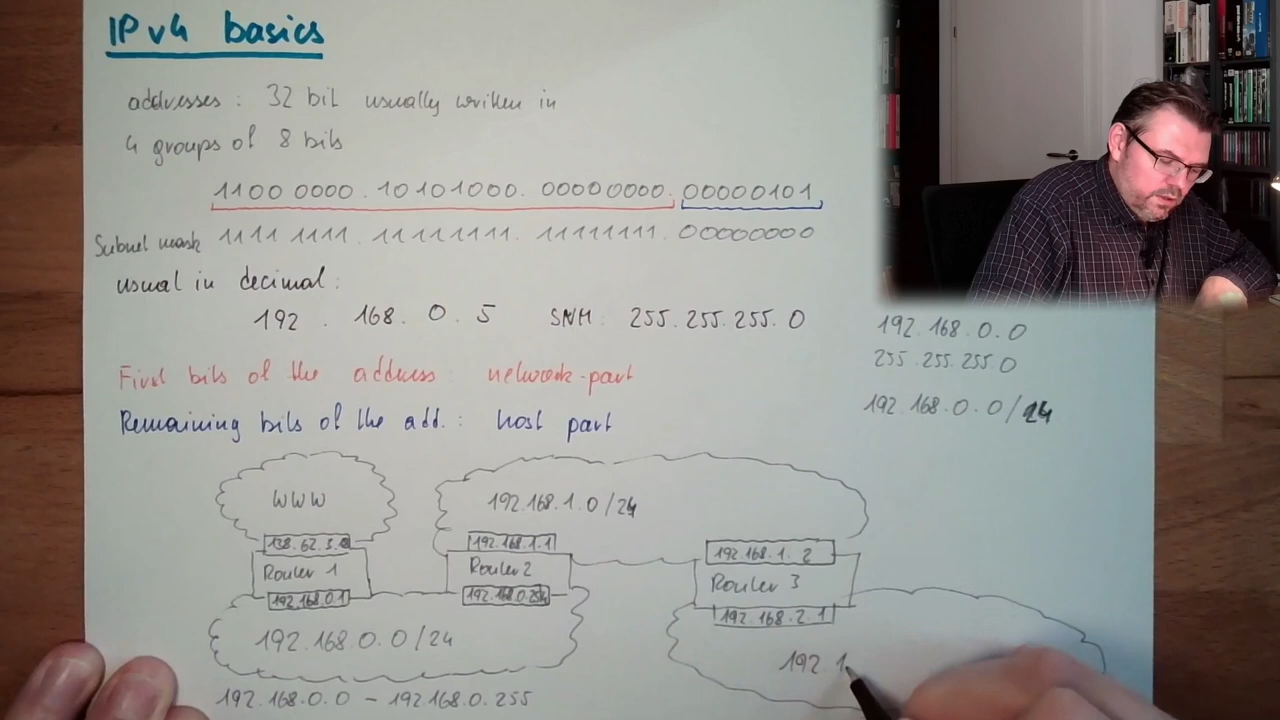 IPv4 basics
addresses : 32 bit usually written in
4 groups of 8 bits
1100 0000 . 10101000. 00000000. 00000101
Subnet mask 1111 1111. 11111111. 11111111. 00000000
usual in decimal:
192 . 168. 0 . 5 SNM: 255. 255. 255. 0
192. 168. 0. 0
255. 255. 255. 0
192. 168. 0. 0/24
First bits of the address: network-part
Remaining bits of the add.: host part
WWW
192.168.1.0/24
192.168.1.1
192.168.1. 2
Router 1
Router 2
Router 3
192.168.0.1
192.168.0.254
192.168.2.1
192.168.0.0/24
192.1
192.168.0.0 - 192.168.0.255